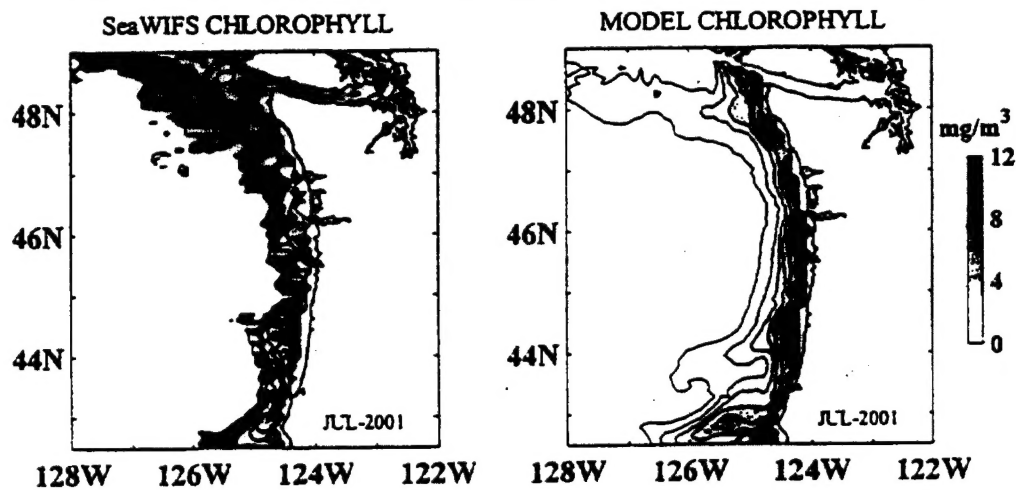 SeaWIFS CHLOROPHYLL
MODEL CHLOROPHYLL
48N
46N
44N
128W 126W 124W 122W
JUL-2001
48N
46N
44N
128W 126W 124W 122W
JUL-2001
mg/m³
12
8
4
0